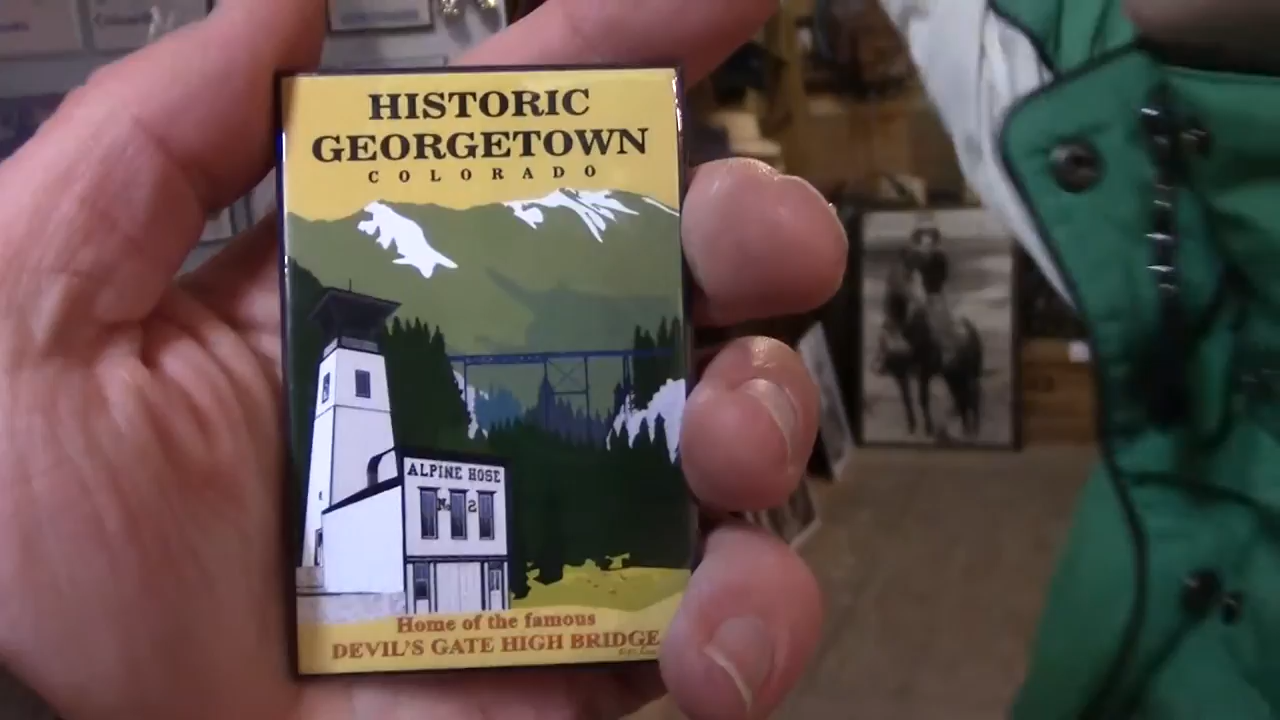 HISTORIC
GEORGETOWN
COLORADO
ALPINE HOSE
No. 2
Home of the famous
DEVIL'S GATE HIGH BRIDGE